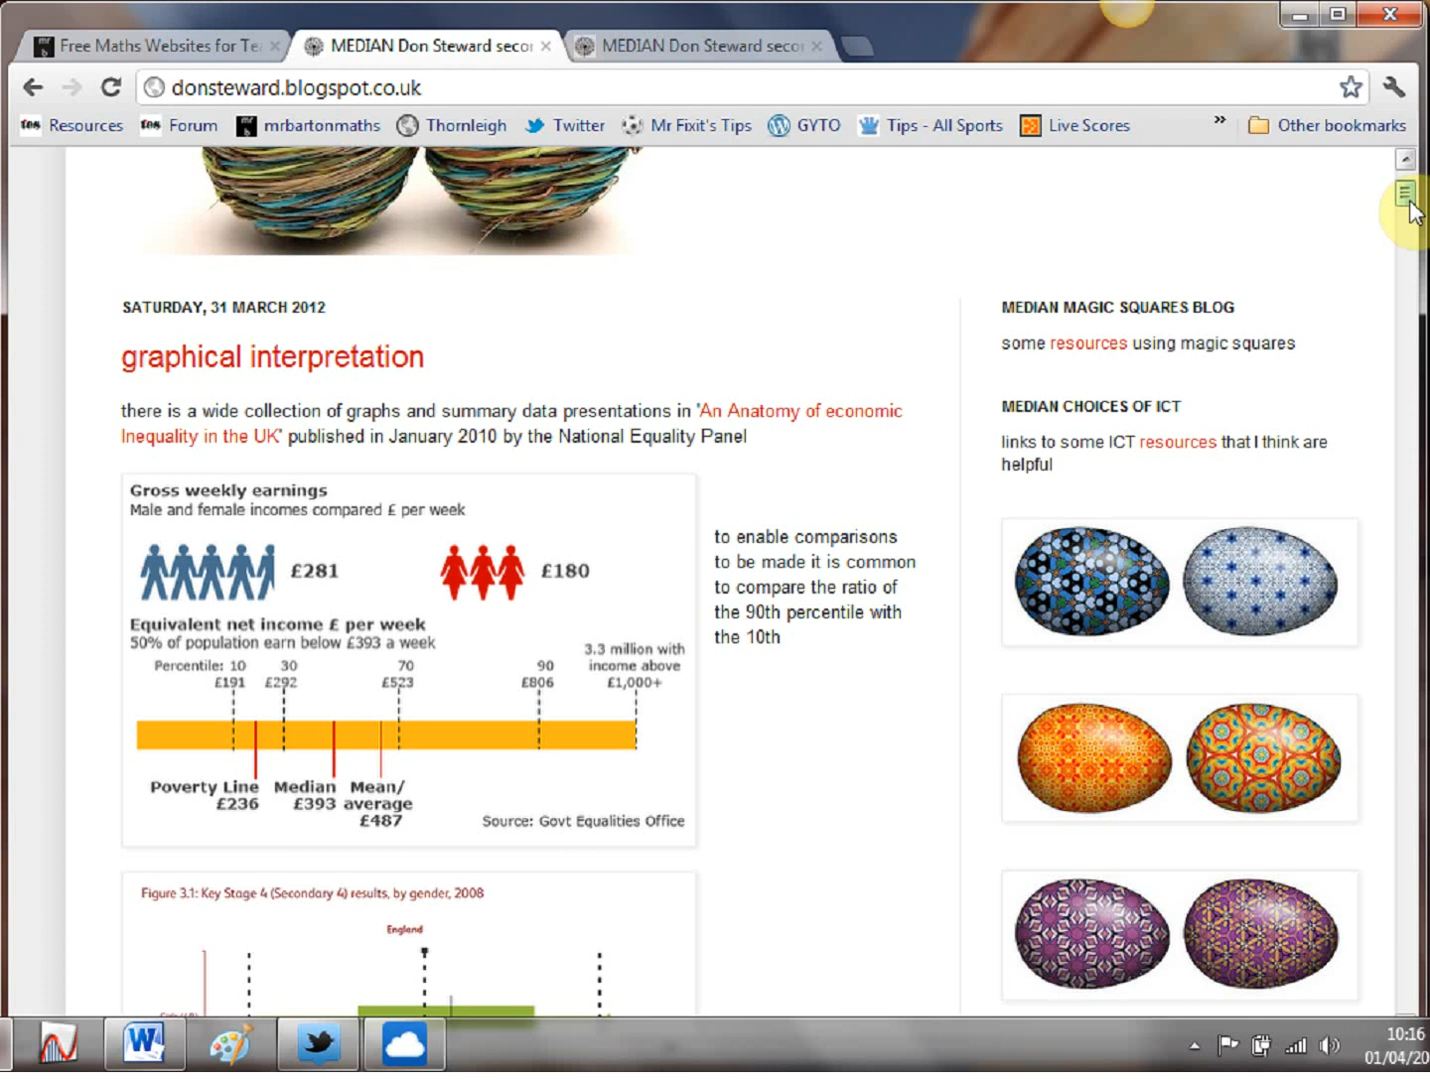 Free Maths Websites for Te
MEDIAN Don Steward secon
MEDIAN Don Steward secon
donsteward.blogspot.co.uk
tes Resources
tes Forum
mrbartonmaths
Thornleigh
Twitter
Mr Fixit's Tips
GYTO
Tips - All Sports
Live Scores
»
Other bookmarks
SATURDAY, 31 MARCH 2012
graphical interpretation
there is a wide collection of graphs and summary data presentations in 'An Anatomy of economic
Inequality in the UK' published in January 2010 by the National Equality Panel
Gross weekly earnings
Male and female incomes compared £ per week
£281
£180
Equivalent net income £ per week
50% of population earn below £393 a week
Percentile: 10 30 70 90
£191 £292 £523 £806
3.3 million with
income above
£1,000+
Poverty Line
£236
Median
£393
Mean/
average
£487
Source: Govt Equalities Office
to enable comparisons
to be made it is common
to compare the ratio of
the 90th percentile with
the 10th
Figure 3.1: Key Stage 4 (Secondary 4) results, by gender, 2008
England
MEDIAN MAGIC SQUARES BLOG
some resources using magic squares
MEDIAN CHOICES OF ICT
links to some ICT resources that I think are
helpful
10:16
01/04/20